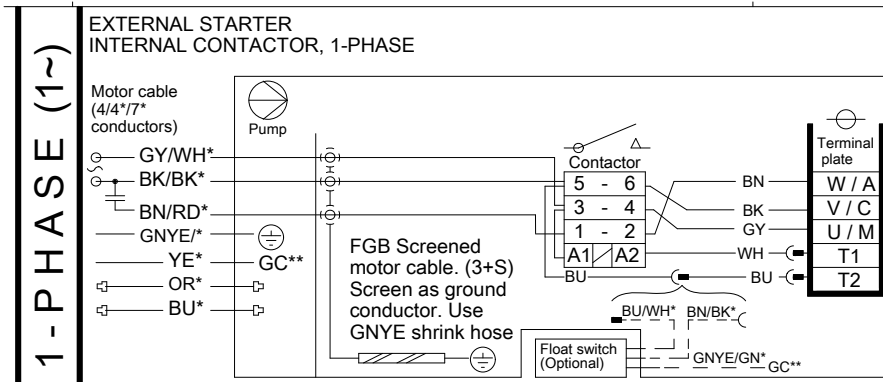 EXTERNAL STARTER
INTERNAL CONTACTOR, 1-PHASE
1-PHASE (1~)
Motor cable
(4/4*/7*
conductors)
Pump
GY/WH*
BK/BK*
BN/RD*
GNYE/*
YE*
GC**
OR*
BU*
FGB Screened
motor cable. (3+S)
Screen as ground
conductor. Use
GNYE shrink hose
Contactor
5 - 6
3 - 4
1 - 2
A1 A2
BU
BN
BK
GY
WH
BU
Terminal
plate
W / A
V / C
U / M
T1
T2
BU/WH*
BN/BK*
Float switch
(Optional)
GNYE/GN*
GC**